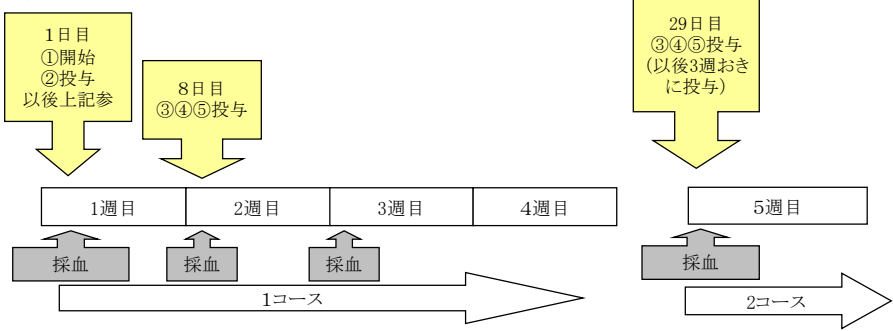 1日目
①開始
②投与
以後上記参
8日目
③④⑤投与
29日目
③④⑤投与
(以後3週おき
に投与)
1週目
2週目
3週目
4週目
5週目
採血
採血
採血
採血
1コース
2コース